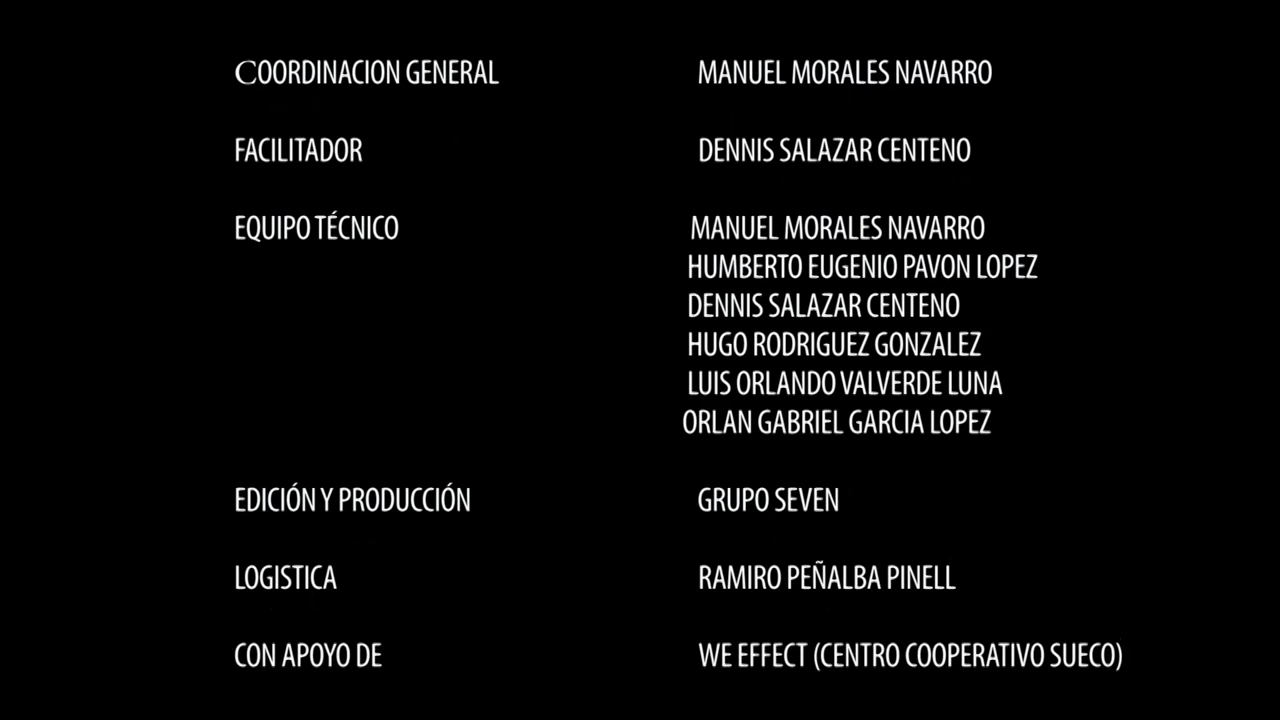 COORDINACION GENERAL MANUEL MORALES NAVARRO
FACILITADOR DENNIS SALAZAR CENTENO
EQUIPO TÉCNICO MANUEL MORALES NAVARRO
HUMBERTO EUGENIO PAVON LOPEZ
DENNIS SALAZAR CENTENO
HUGO RODRIGUEZ GONZALEZ
LUIS ORLANDO VALVERDE LUNA
ORLAN GABRIEL GARCIA LOPEZ
EDICIÓN Y PRODUCCIÓN GRUPO SEVEN
LOGISTICA RAMIRO PEÑALBA PINELL
CON APOYO DE WE EFFECT (CENTRO COOPERATIVO SUECO)